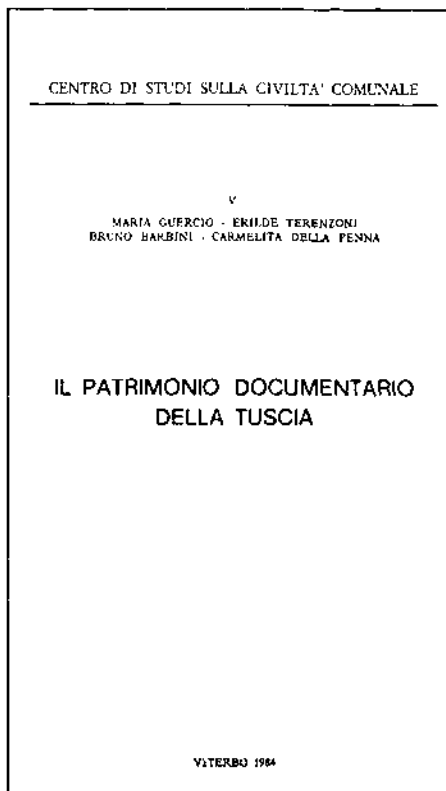 CENTRO DI STUDI SULLA CIVILTA' COMUNALE
V
MARIA GUERCIO - ERILDE TERENZONI
BRUNO BARBINI - CARMELITA DELLA PENNA
IL PATRIMONIO DOCUMENTARIO
DELLA TUSCIA
VITERBO 1984